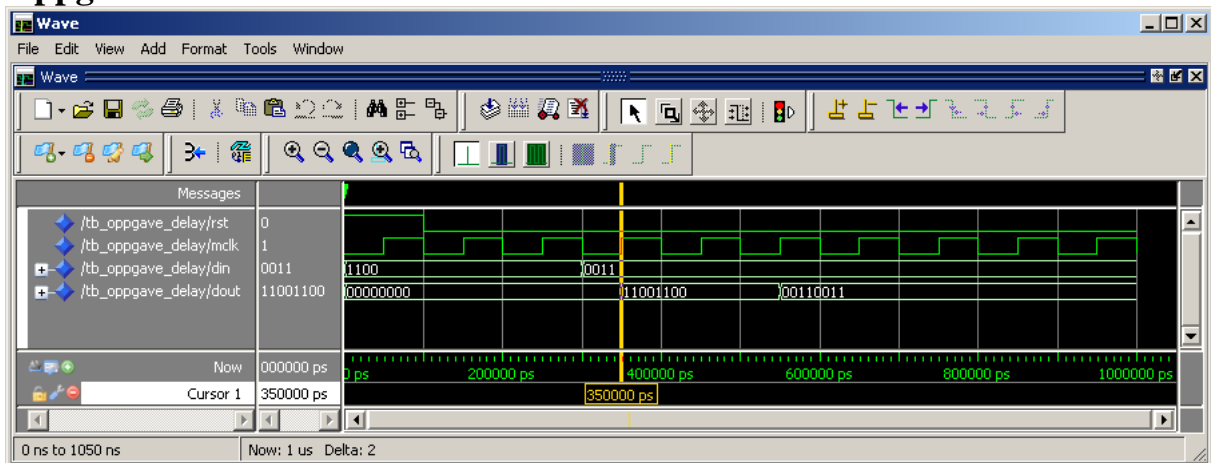 Wave
File Edit View Add Format Tools Window
Wave
Messages
/tb_oppgave_delay/rst 0
/tb_oppgave_delay/mclk 1
/tb_oppgave_delay/din 0011 1100 0011
/tb_oppgave_delay/dout 11001100 00000000 11001100 00110011
Now 000000 ps ps 200000 ps 400000 ps 600000 ps 800000 ps 1000000 ps
Cursor 1 350000 ps 350000 ps
0 ns to 1050 ns Now: 1 us Delta: 2